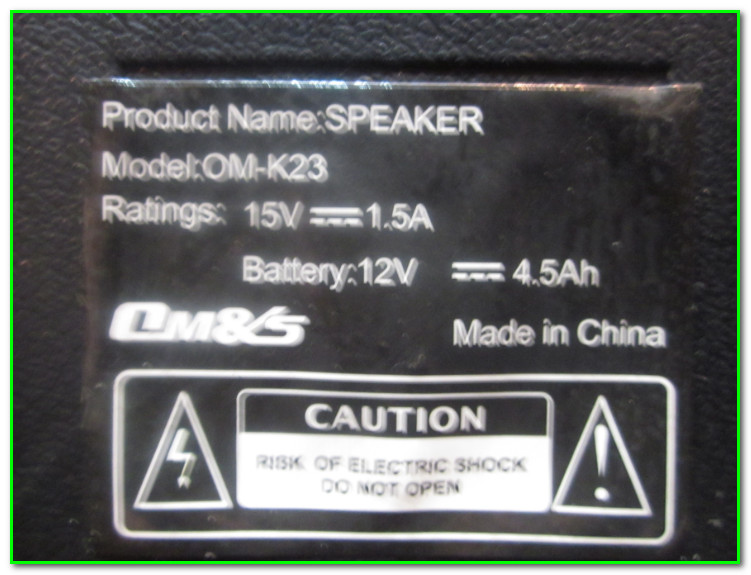 Product Name:SPEAKER
Model:OM-K23
Ratings: 15V ⎓ 1.5A
Battery:12V ⎓ 4.5Ah
OM&S
Made in China
CAUTION
RISK OF ELECTRIC SHOCK
DO NOT OPEN